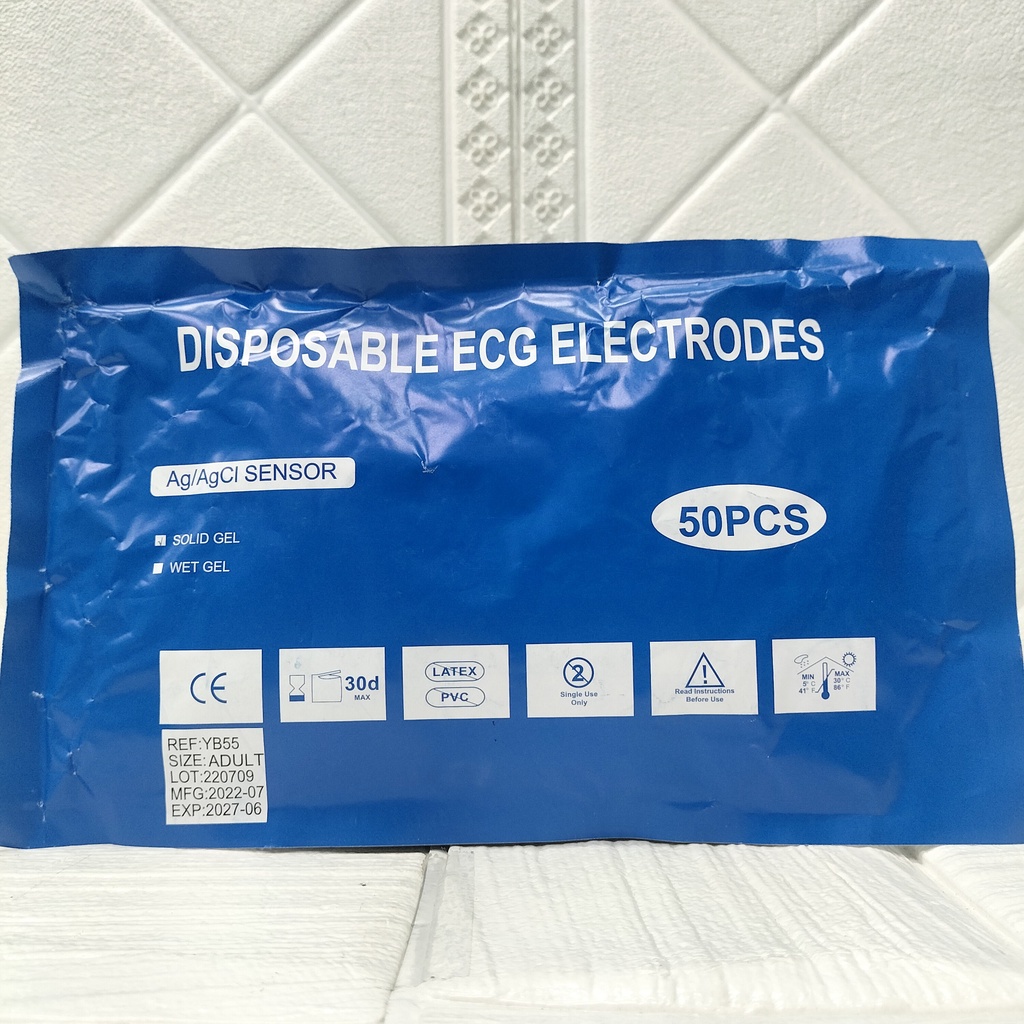 DISPOSABLE ECG ELECTRODES
Ag/AgCl SENSOR
50PCS
SOLID GEL
WET GEL
CE
30d
MAX
LATEX
PVC
2
Single Use
Only
Read Instructions
Before Use
MIN
5°C
41°F
MAX
30°C
86°F
REF:YB55
SIZE:ADULT
LOT:220709
MFG:2022-07
EXP:2027-06